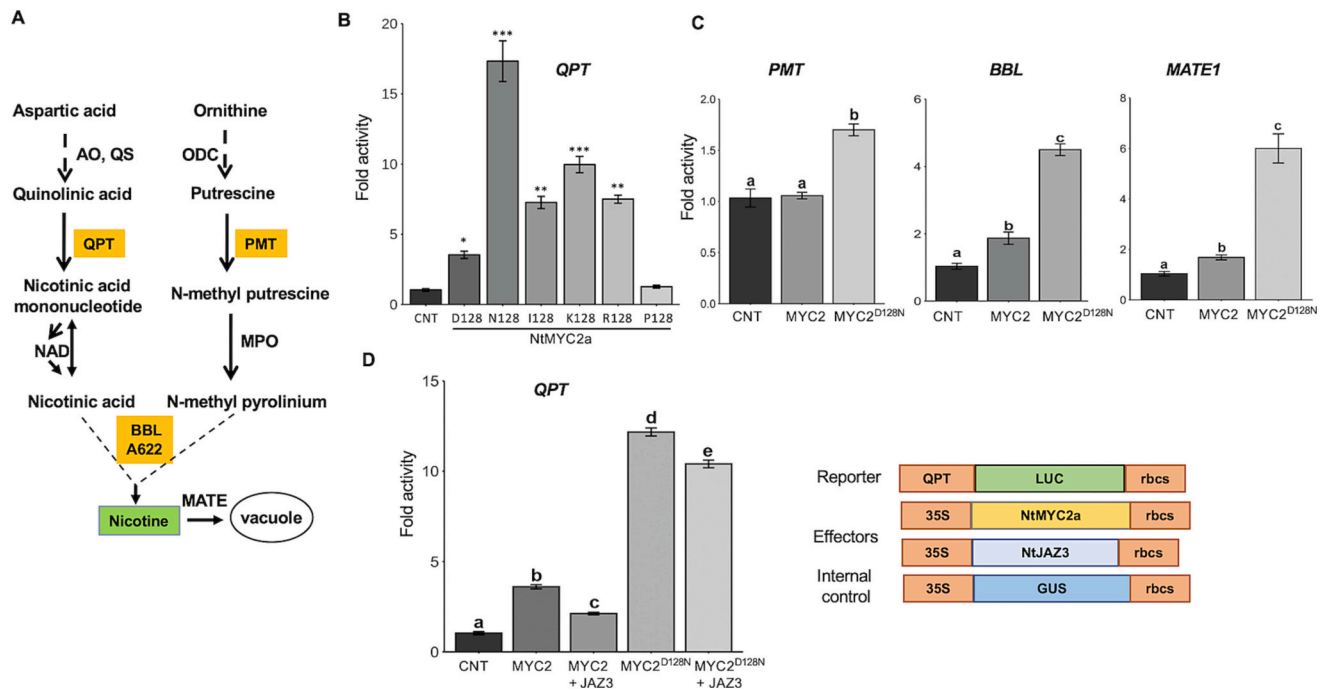 A
Aspartic acid
Ornithine
AO, QS
ODC
Quinolinic acid
Putrescine
QPT
PMT
Nicotinic acid
mononucleotide
N-methyl putrescine
NAD
MPO
Nicotinic acid
N-methyl pyrolinium
BBL
A622
Nicotine
MATE
vacuole
B
QPT
Fold activity
20
15
10
5
0
*
***
**
***
**
CNT
D128
N128
I128
K128
R128
P128
NtMYC2a
C
PMT
Fold activity
2.0
1.5
1.0
0.5
0.0
a
a
b
CNT
MYC2
MYC2D128N
BBL
6
4
2
0
a
b
c
CNT
MYC2
MYC2D128N
MATE1
8
6
4
2
0
a
b
c
CNT
MYC2
MYC2D128N
D
QPT
Fold activity
15
10
5
0
a
b
c
d
e
CNT
MYC2
MYC2
+ JAZ3
MYC2D128N
MYC2D128N
+ JAZ3
Reporter
QPT
LUC
rbcs
Effectors
35S
NtMYC2a
rbcs
35S
NtJAZ3
rbcs
Internal
control
35S
GUS
rbcs